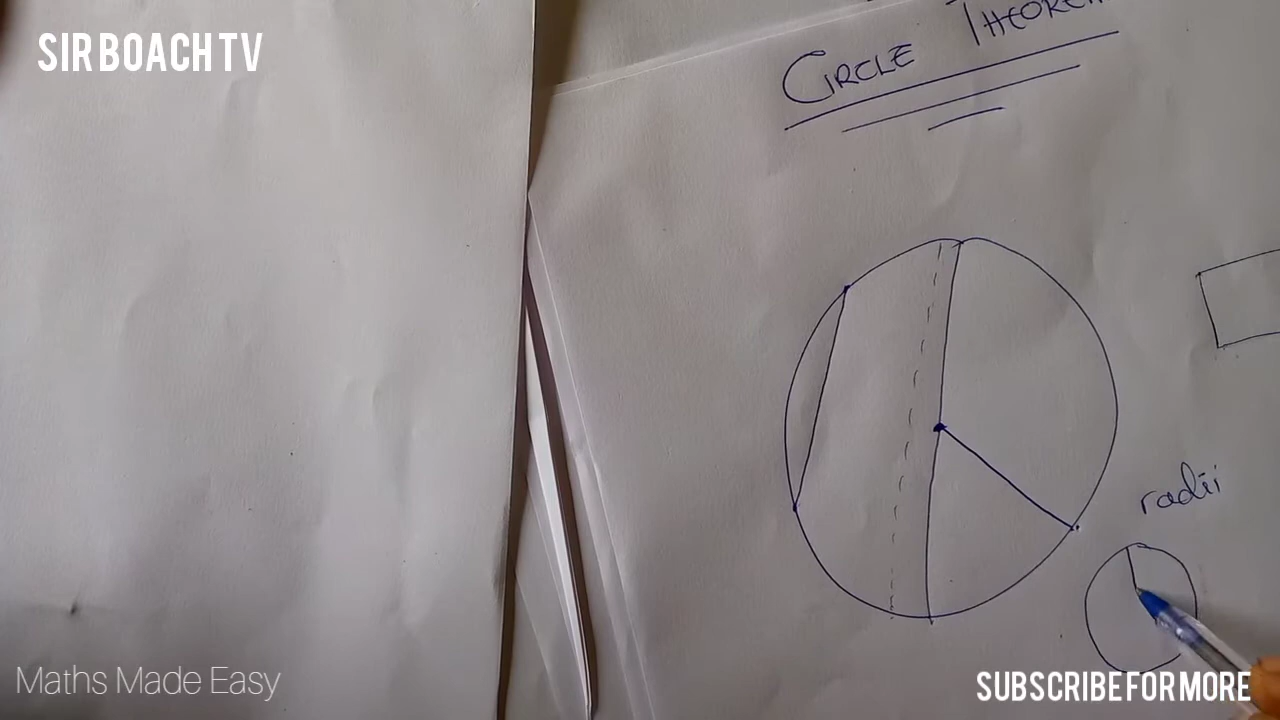 SIR BOACH TV
CIRCLE THEOREM
radii
Maths Made Easy
SUBSCRIBE FOR MORE